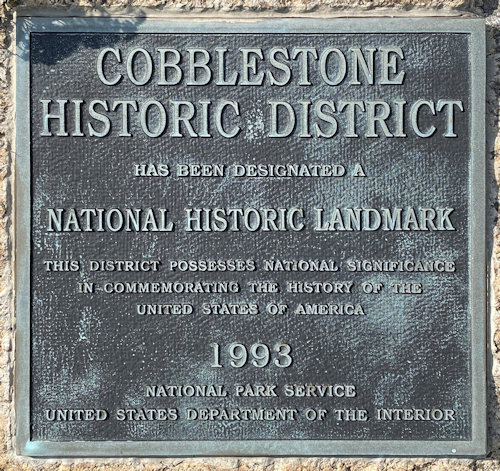 COBBLESTONE
HISTORIC DISTRICT
HAS BEEN DESIGNATED A
NATIONAL HISTORIC LANDMARK
THIS DISTRICT POSSESSES NATIONAL SIGNIFICANCE
IN COMMEMORATING THE HISTORY OF THE
UNITED STATES OF AMERICA
1993
NATIONAL PARK SERVICE
UNITED STATES DEPARTMENT OF THE INTERIOR